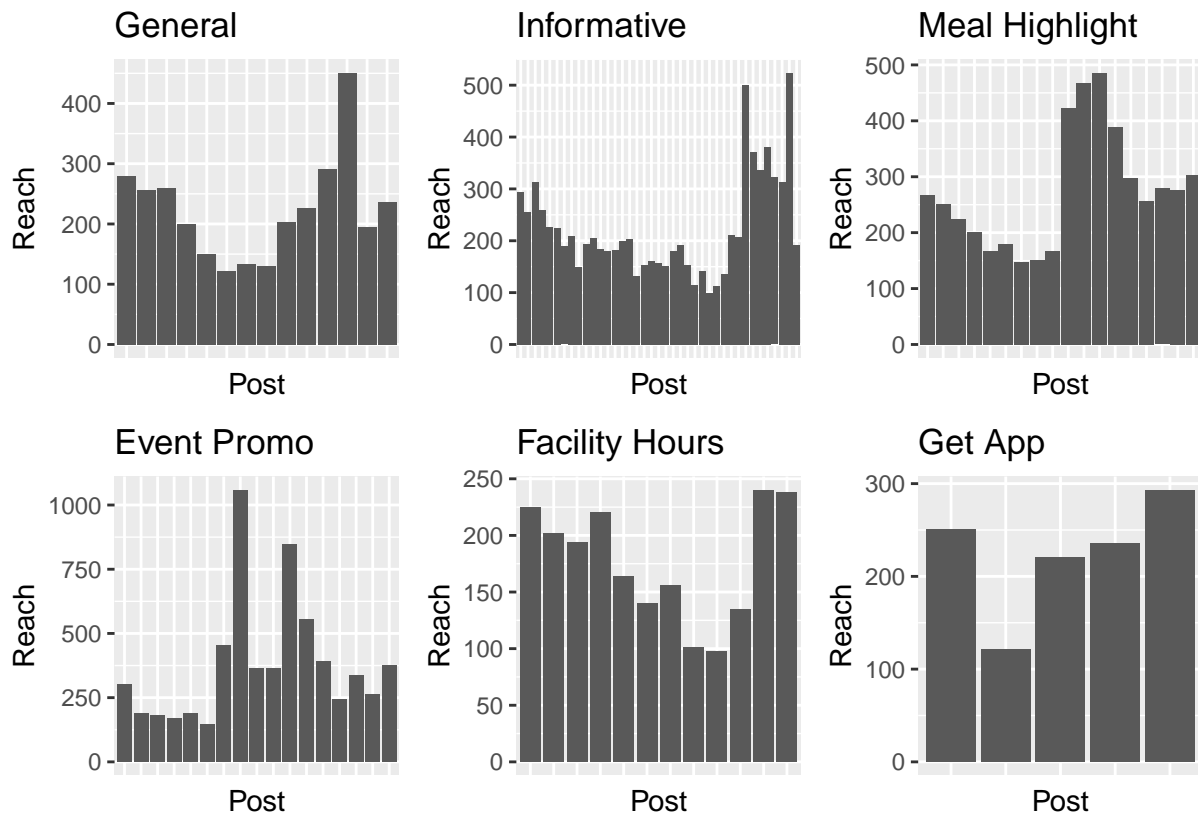 General
Reach
400
300
200
100
0
Post
Informative
Reach
500
400
300
200
100
0
Post
Meal Highlight
Reach
500
400
300
200
100
0
Post
Event Promo
Reach
1000
750
500
250
0
Post
Facility Hours
Reach
250
200
150
100
50
0
Post
Get App
Reach
300
200
100
0
Post